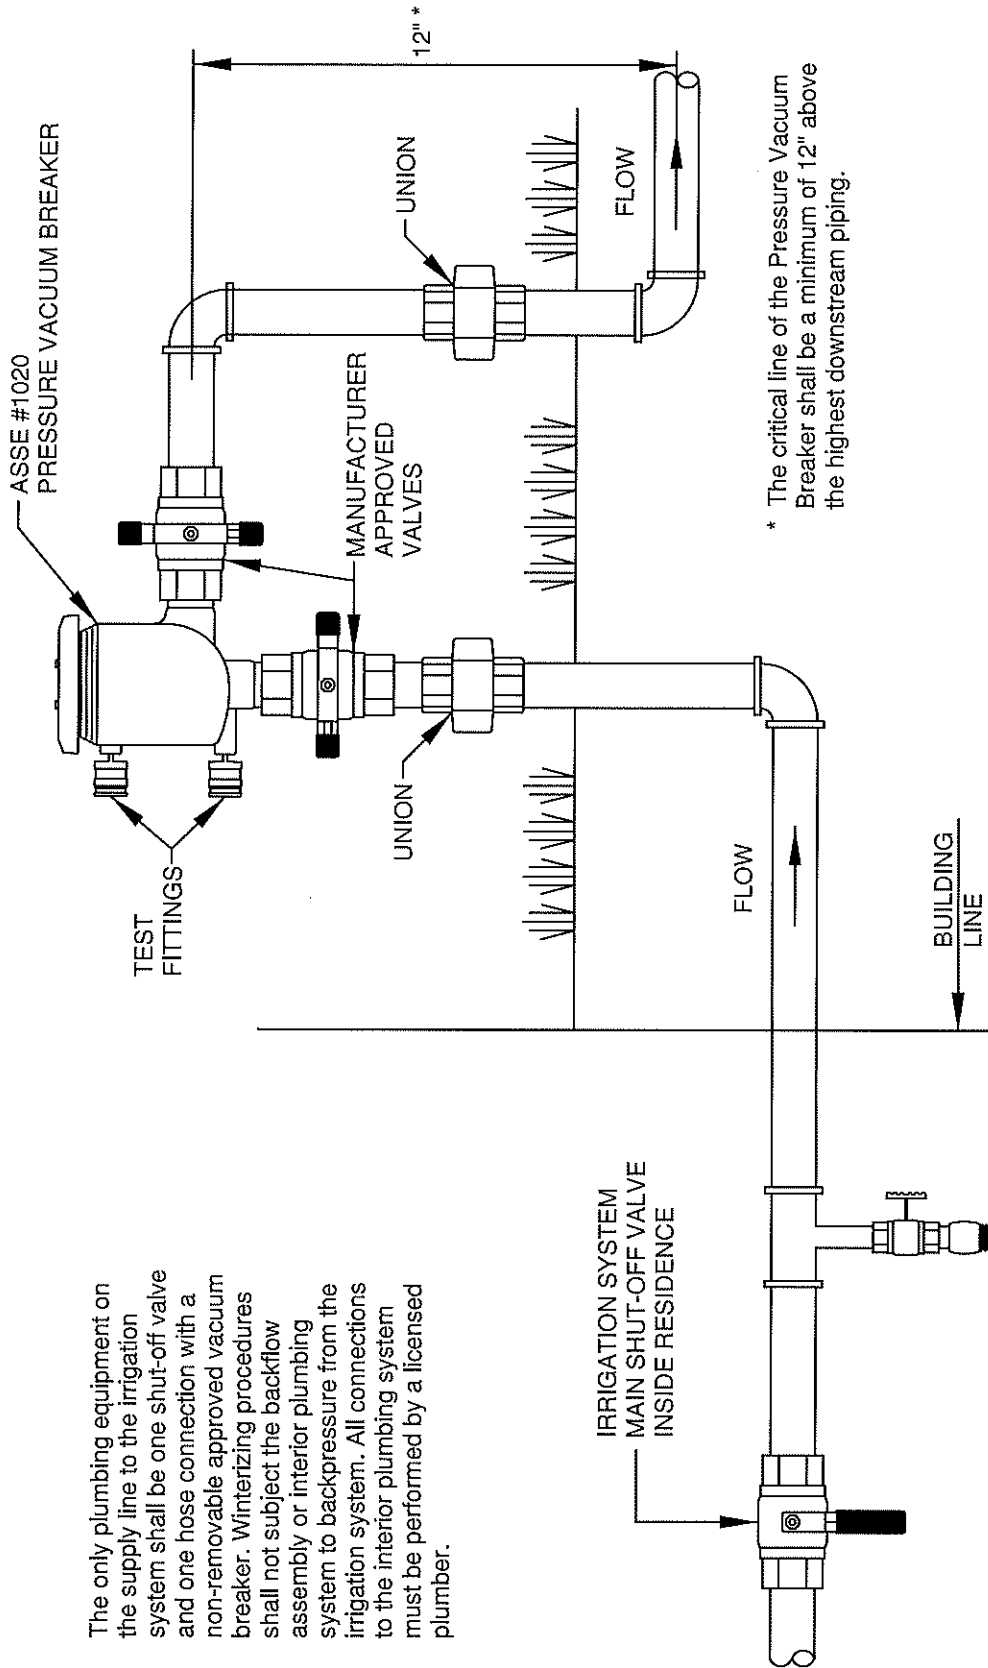 The only plumbing equipment on
the supply line to the irrigation
system shall be one shut-off valve
and one hose connection with a
non-removable approved vacuum
breaker. Winterizing procedures
shall not subject the backflow
assembly or interior plumbing
system to backpressure from the
irrigation system. All connections
to the interior plumbing system
must be performed by a licensed
plumber.
ASSE #1020
PRESSURE VACUUM BREAKER
TEST
FITTINGS
12" *
UNION
MANUFACTURER
APPROVED
VALVES
UNION
FLOW
FLOW
IRRIGATION SYSTEM
MAIN SHUT-OFF VALVE
INSIDE RESIDENCE
BUILDING
LINE
* The critical line of the Pressure Vacuum
Breaker shall be a minimum of 12" above
the highest downstream piping.